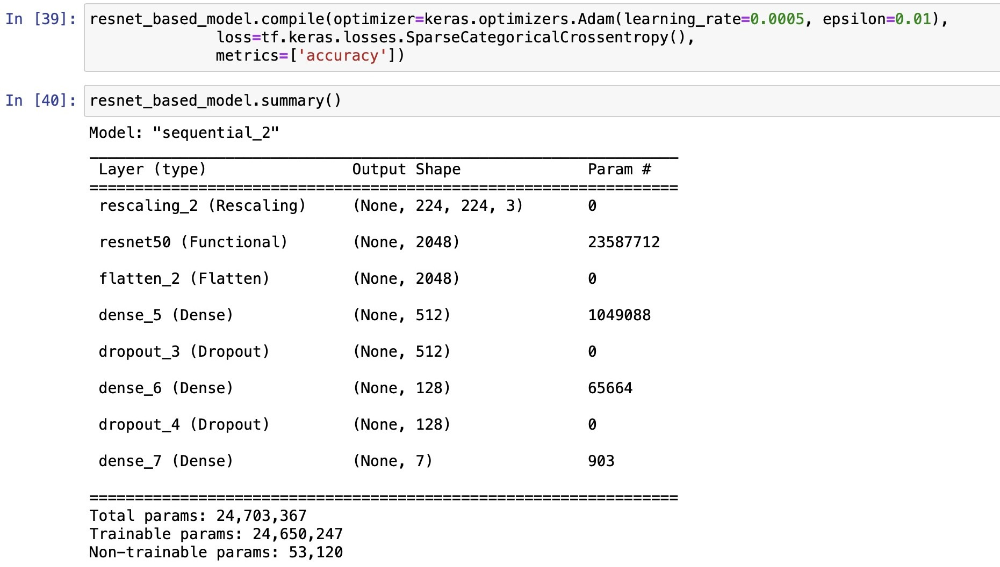 In [39]: resnet_based_model.compile(optimizer=keras.optimizers.Adam(learning_rate=0.0005, epsilon=0.01),
loss=tf.keras.losses.SparseCategoricalCrossentropy(),
metrics=['accuracy'])
In [40]: resnet_based_model.summary()
Model: "sequential_2"
_________________________________________________________________
Layer (type) Output Shape Param #
=================================================================
rescaling_2 (Rescaling) (None, 224, 224, 3) 0
resnet50 (Functional) (None, 2048) 23587712
flatten_2 (Flatten) (None, 2048) 0
dense_5 (Dense) (None, 512) 1049088
dropout_3 (Dropout) (None, 512) 0
dense_6 (Dense) (None, 128) 65664
dropout_4 (Dropout) (None, 128) 0
dense_7 (Dense) (None, 7) 903
=================================================================
Total params: 24,703,367
Trainable params: 24,650,247
Non-trainable params: 53,120